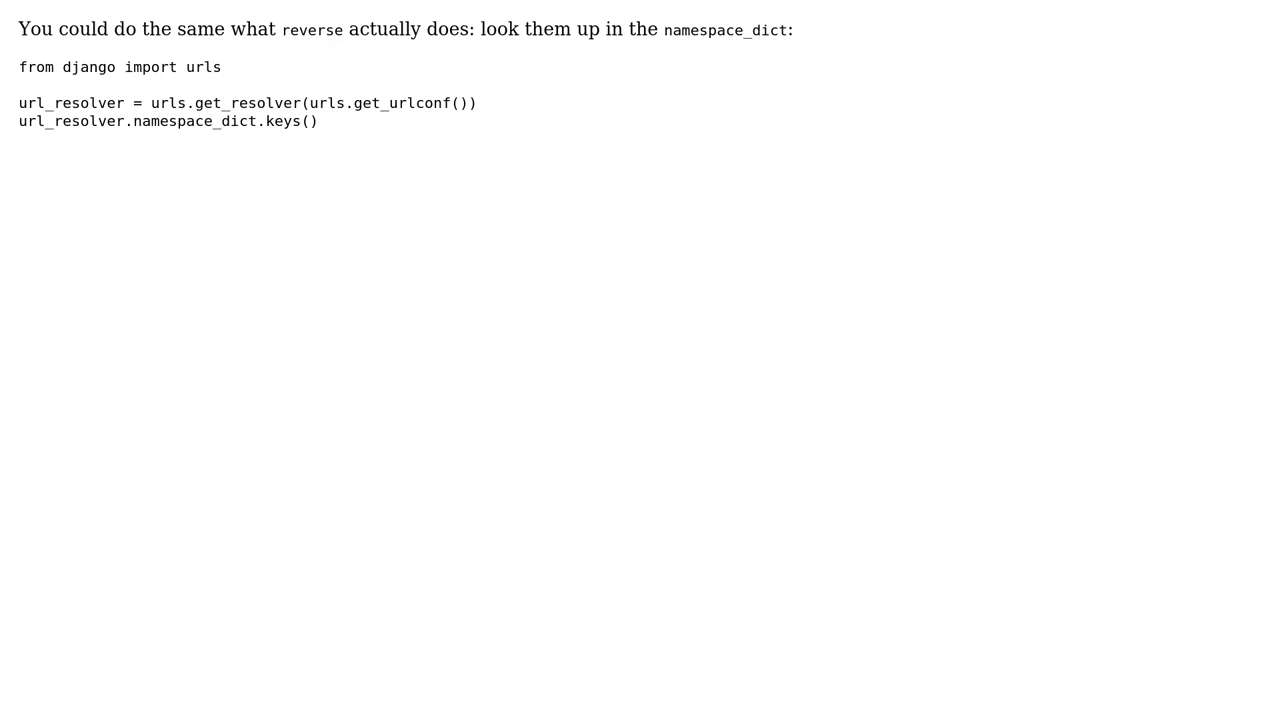 You could do the same what reverse actually does: look them up in the namespace_dict:
from django import urls
url_resolver = urls.get_resolver(urls.get_urlconf())
url_resolver.namespace_dict.keys()